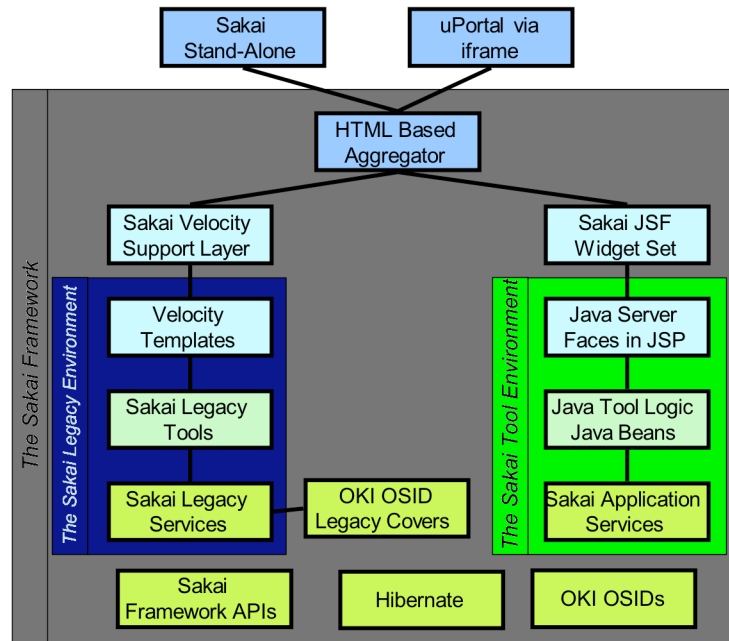 Sakai
Stand-Alone
uPortal via
iframe
HTML Based
Aggregator
The Sakai Framework
Sakai Velocity
Support Layer
Sakai JSF
Widget Set
The Sakai Legacy Environment
Velocity
Templates
Sakai Legacy
Tools
Sakai Legacy
Services
OKI OSID
Legacy Covers
The Sakai Tool Environment
Java Server
Faces in JSP
Java Tool Logic
Java Beans
Sakai Application
Services
Sakai
Framework APIs
Hibernate
OKI OSIDs